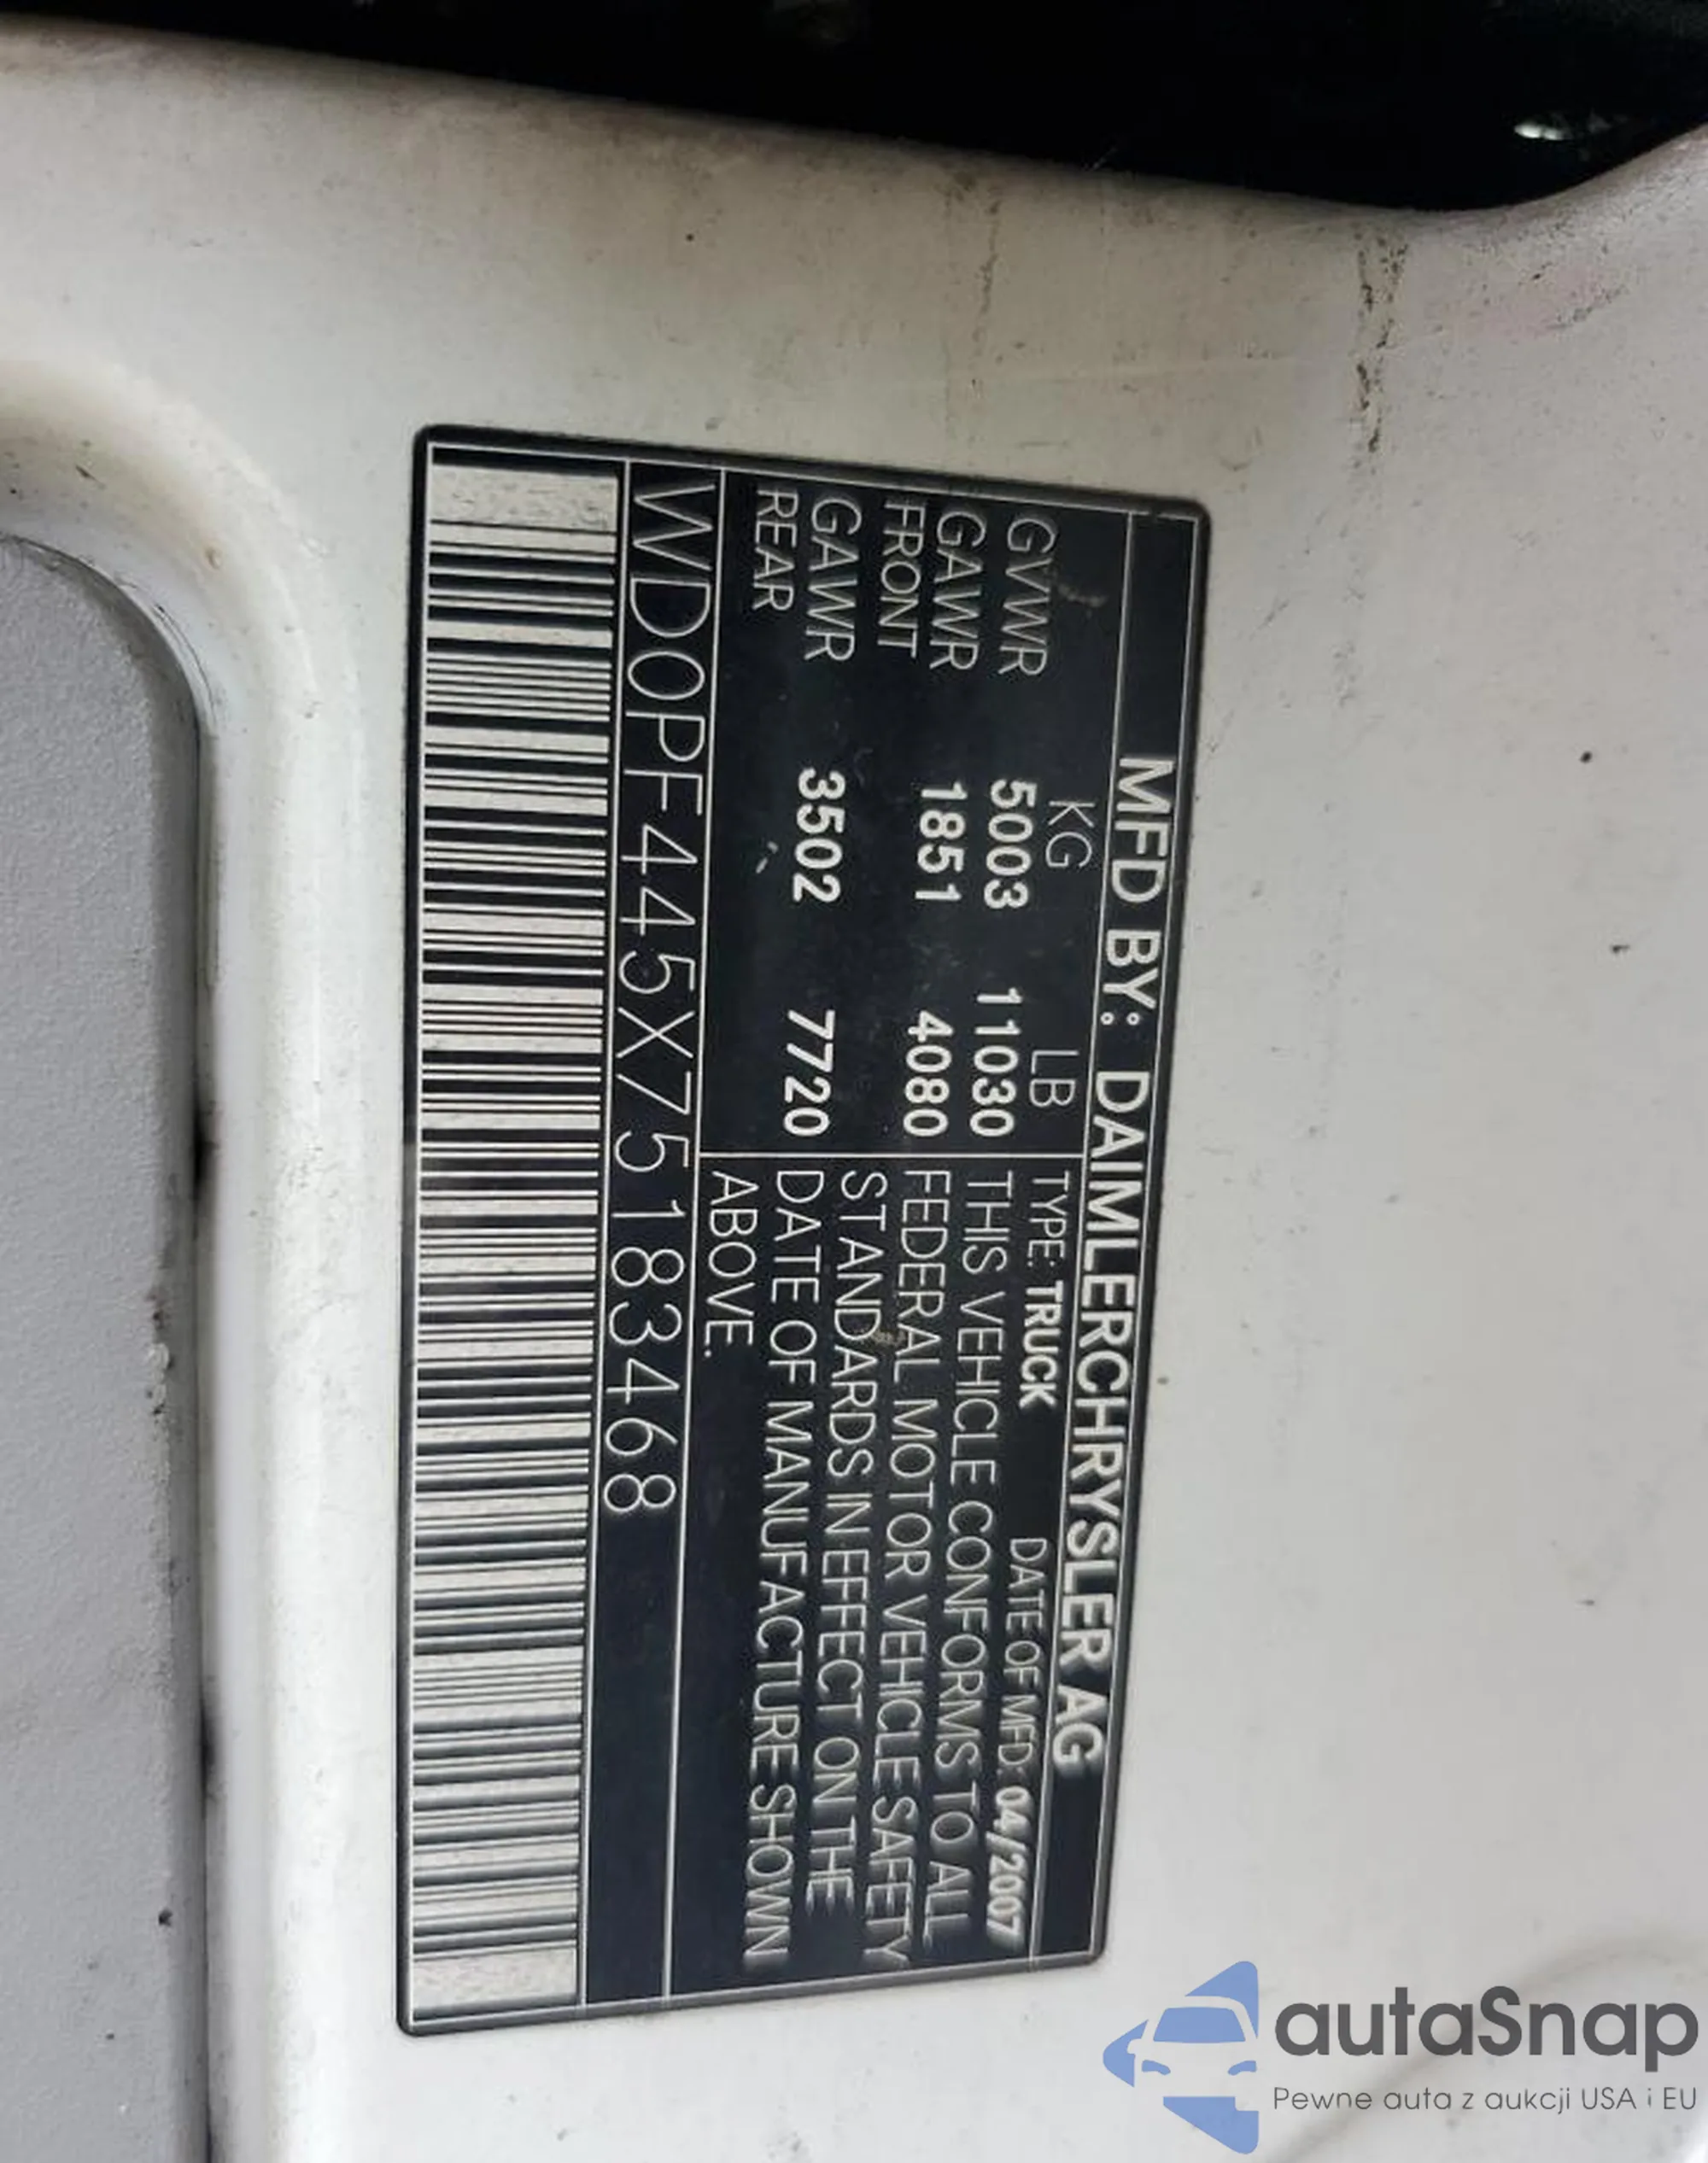 MFD BY: DAIMLERCHRYSLER AG
KG LB
GVWR 5003 11030
GAWR 1851 4080
FRONT
GAWR 3502 7720
REAR
TYPE: TRUCK DATE OF MFD: 04/2007
THIS VEHICLE CONFORMS TO ALL
FEDERAL MOTOR VEHICLE SAFETY
STANDARDS IN EFFECT ON THE
DATE OF MANUFACTURE SHOWN
ABOVE.
WD0PF445X75183468
autaSnap
Pewne auta z aukcji USA i EU